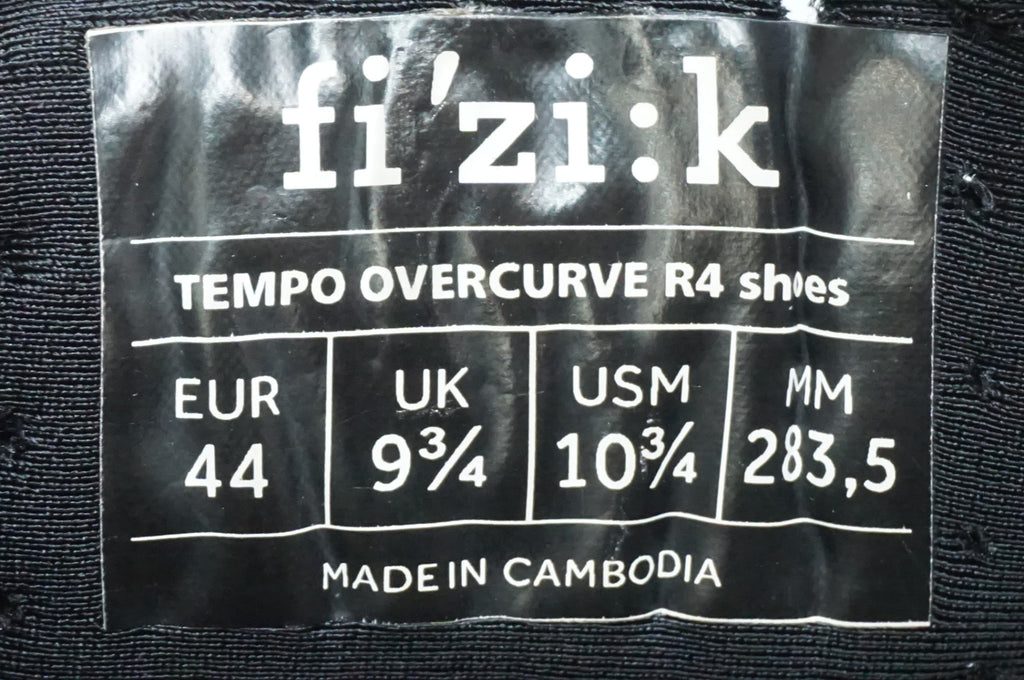 fi'zi:k
TEMPO OVERCURVE R4 shoes
EUR UK USM MM
44 9¾ 10¾ 283,5
MADE IN CAMBODIA